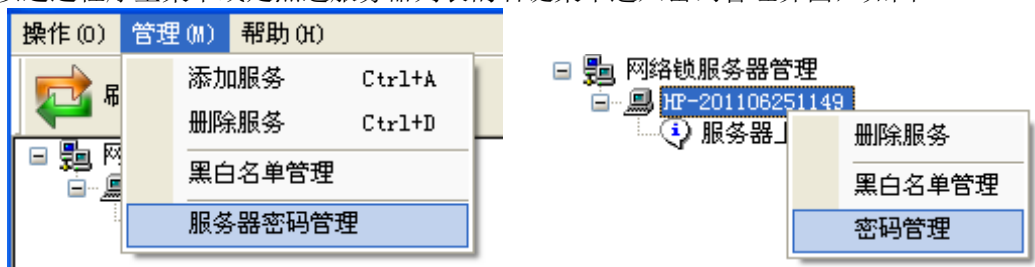 操作(O) 管理(M) 帮助(H)
添加服务 Ctrl+A
删除服务 Ctrl+D
黑白名单管理
服务器密码管理
网络锁服务器管理
HP-201106251149
服务器
删除服务
黑白名单管理
密码管理